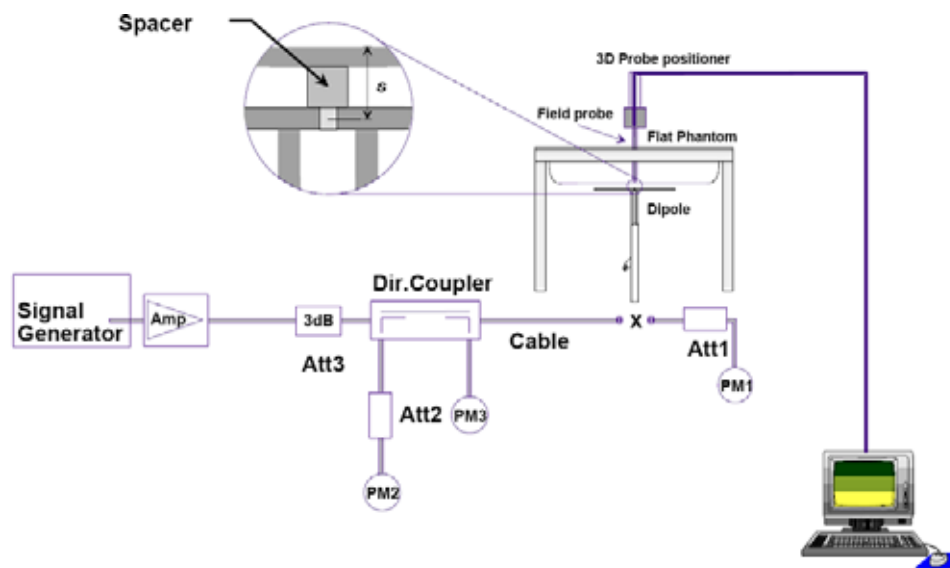 Spacer
s
3D Probe positioner
Field probe
Flat Phantom
Dipole
Dir.Coupler
Signal
Generator
Amp
3dB
Att3
Cable
X
Att1
PM1
Att2
PM3
PM2